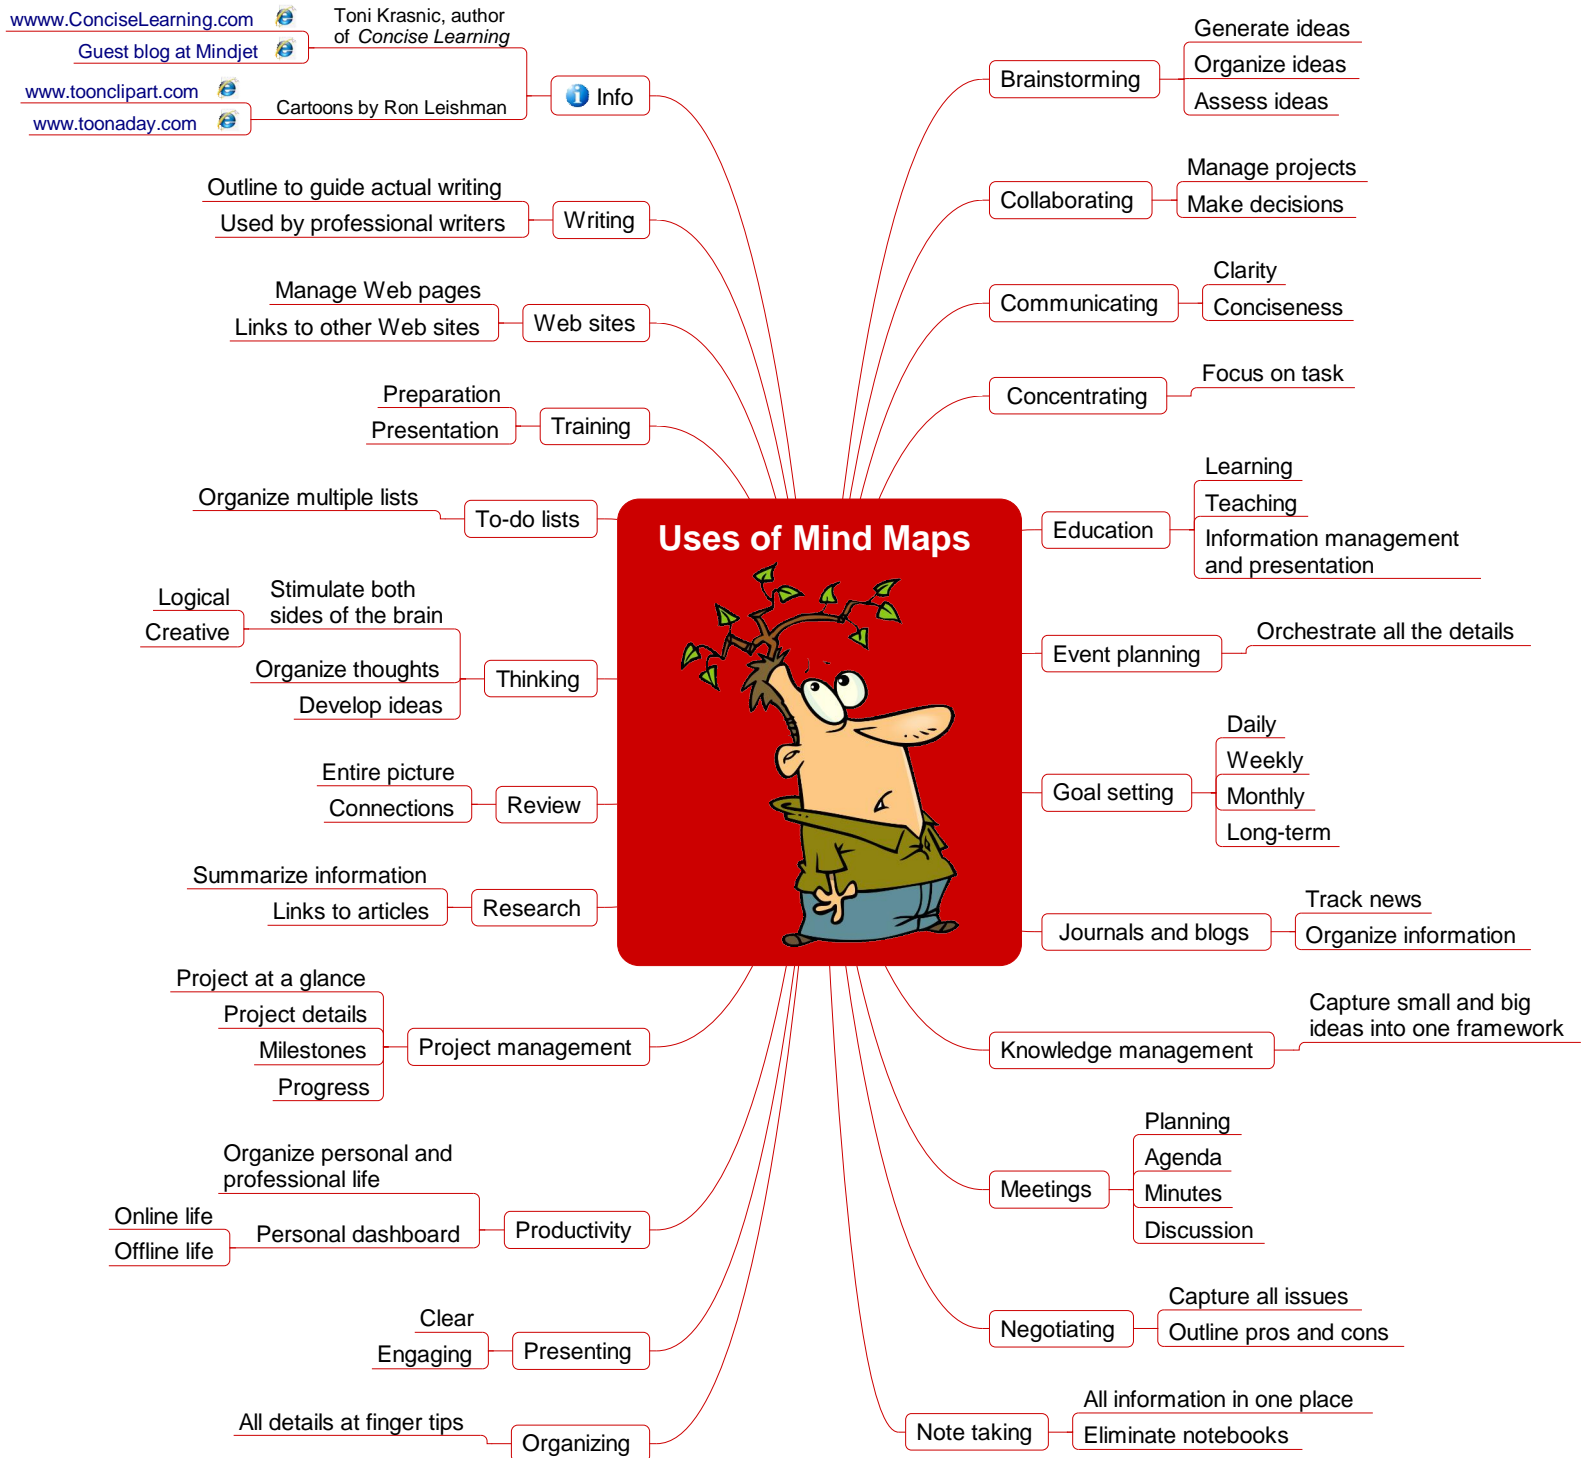 Uses of Mind Maps
Brainstorming
Generate ideas
Organize ideas
Assess ideas
Collaborating
Manage projects
Make decisions
Communicating
Clarity
Conciseness
Concentrating
Focus on task
Education
Learning
Teaching
Information management
and presentation
Event planning
Orchestrate all the details
Goal setting
Daily
Weekly
Monthly
Long-term
Journals and blogs
Track news
Organize information
Knowledge management
Capture small and big
ideas into one framework
Meetings
Planning
Agenda
Minutes
Discussion
Negotiating
Capture all issues
Outline pros and cons
Note taking
All information in one place
Eliminate notebooks
Organizing
All details at finger tips
Presenting
Clear
Engaging
Productivity
Organize personal and
professional life
Personal dashboard
Online life
Offline life
Project management
Project at a glance
Project details
Milestones
Progress
Research
Summarize information
Links to articles
Review
Entire picture
Connections
Thinking
Stimulate both
sides of the brain
Logical
Creative
Organize thoughts
Develop ideas
To-do lists
Organize multiple lists
Training
Preparation
Presentation
Web sites
Manage Web pages
Links to other Web sites
Writing
Outline to guide actual writing
Used by professional writers
Info
Toni Krasnic, author
of Concise Learning
wwww.ConciseLearning.com
Guest blog at Mindjet
Cartoons by Ron Leishman
www.toonclipart.com
www.toonaday.com